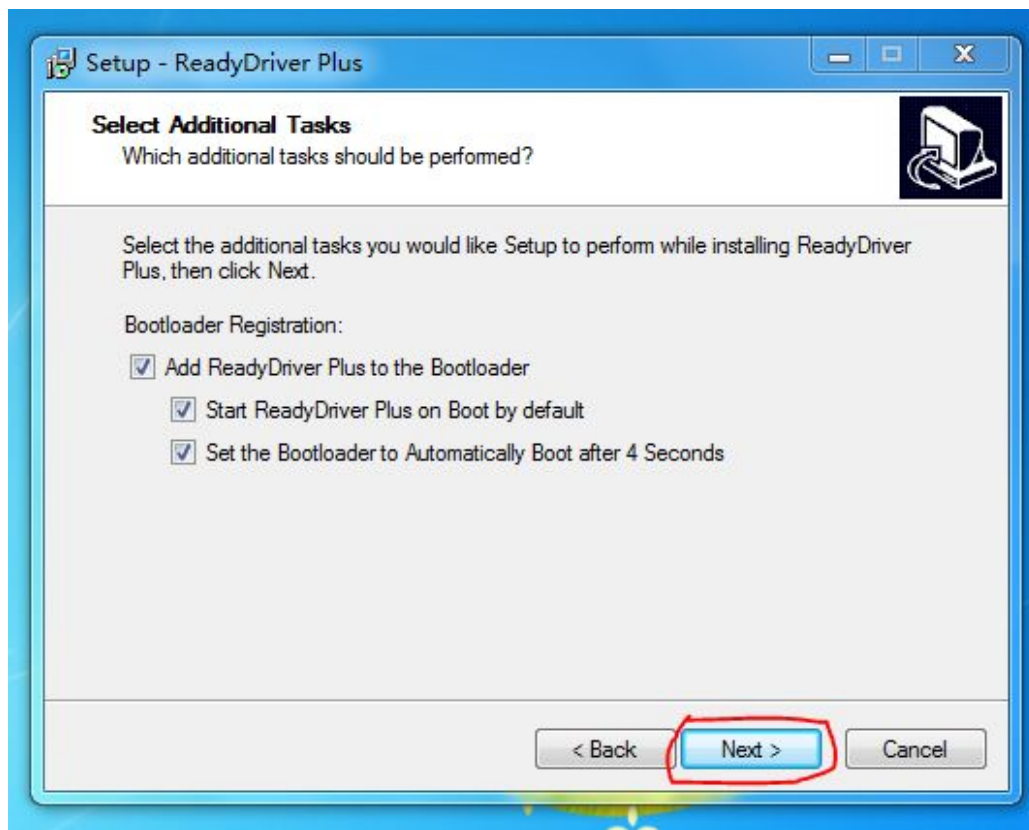 Setup - ReadyDriver Plus
Select Additional Tasks
Which additional tasks should be performed?
Select the additional tasks you would like Setup to perform while installing ReadyDriver
Plus, then click Next.
Bootloader Registration:
Add ReadyDriver Plus to the Bootloader
Start ReadyDriver Plus on Boot by default
Set the Bootloader to Automatically Boot after 4 Seconds
< Back Next > Cancel